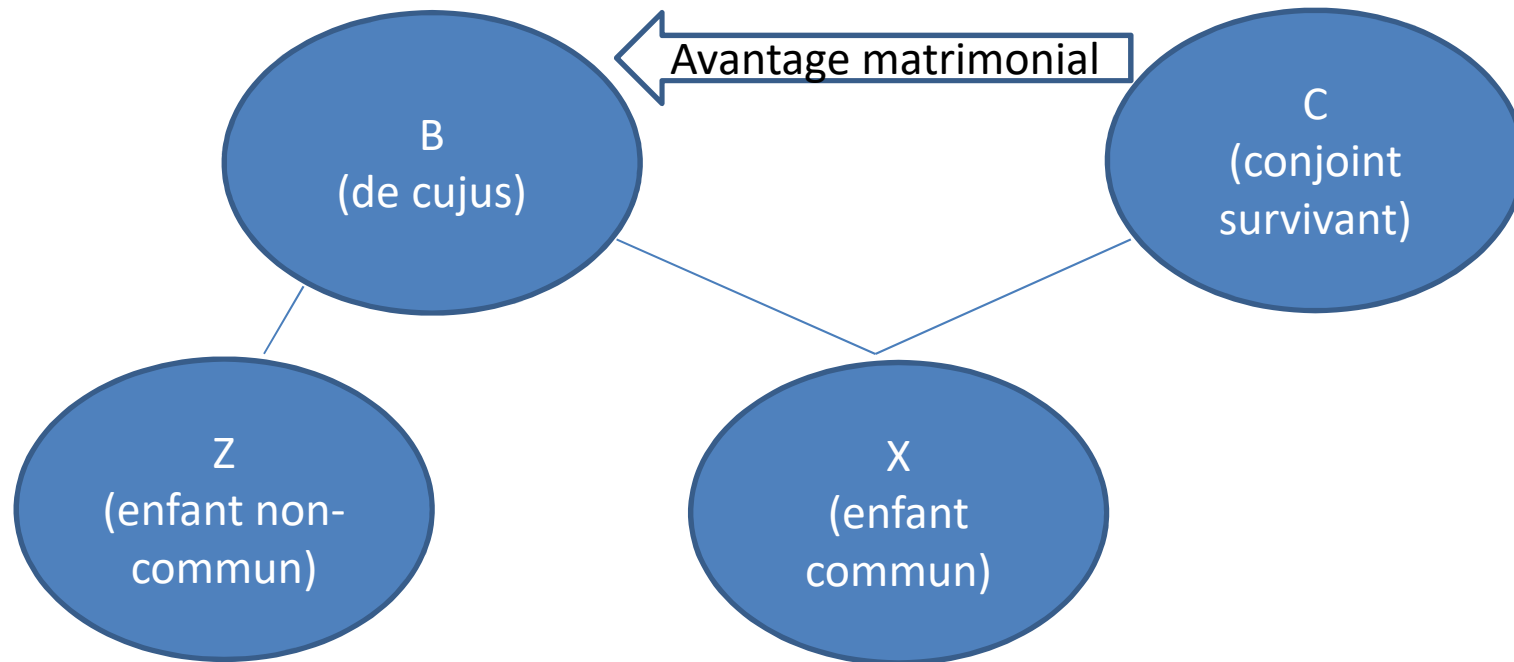 Avantage matrimonial
B
(de cujus)
C
(conjoint
survivant)
Z
(enfant non-
commun)
X
(enfant
commun)